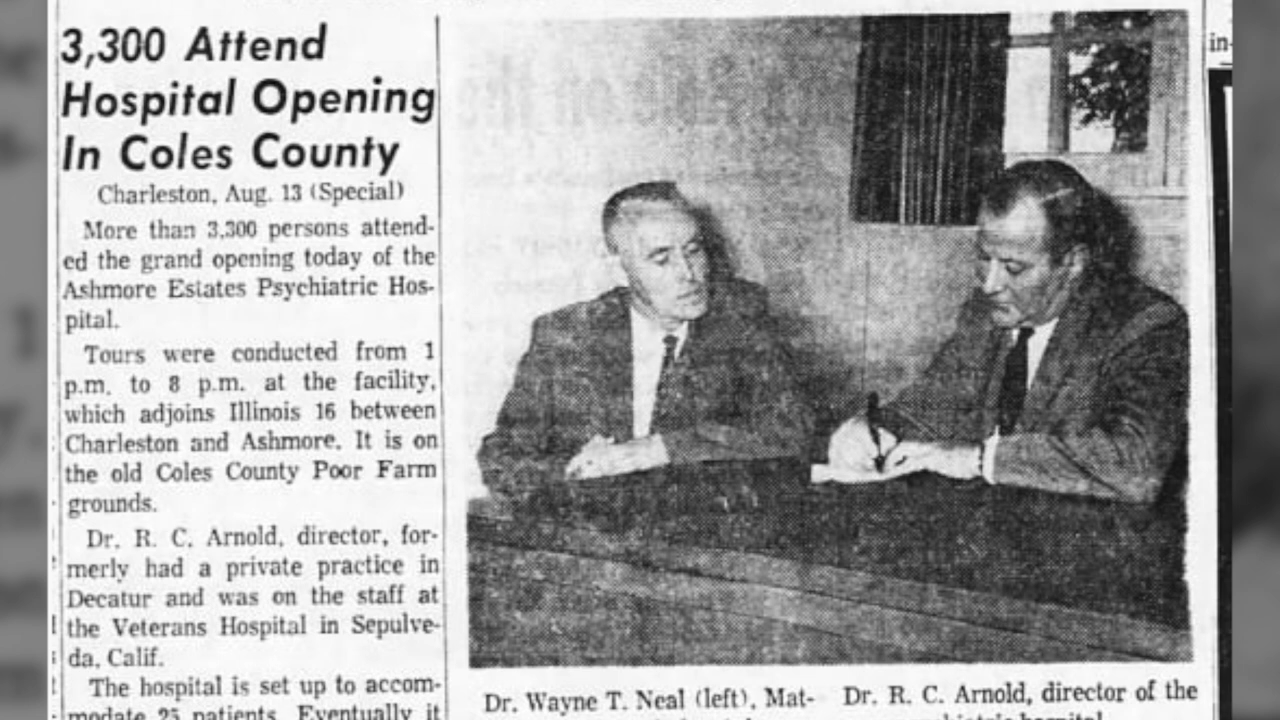 3,300 Attend
Hospital Opening
In Coles County
Charleston, Aug. 13 (Special)
More than 3,300 persons attend-
ed the grand opening today of the
Ashmore Estates Psychiatric Hos-
pital.
Tours were conducted from 1
p.m. to 8 p.m. at the facility,
which adjoins Illinois 16 between
Charleston and Ashmore. It is on
the old Coles County Poor Farm
grounds.
Dr. R. C. Arnold, director, for-
merly had a private practice in
Decatur and was on the staff at
the Veterans Hospital in Sepulve-
da, Calif.
The hospital is set up to accom-
modate 25 patients. Eventually it
Dr. Wayne T. Neal (left), Mat-
Dr. R. C. Arnold, director of the
hospital
in-